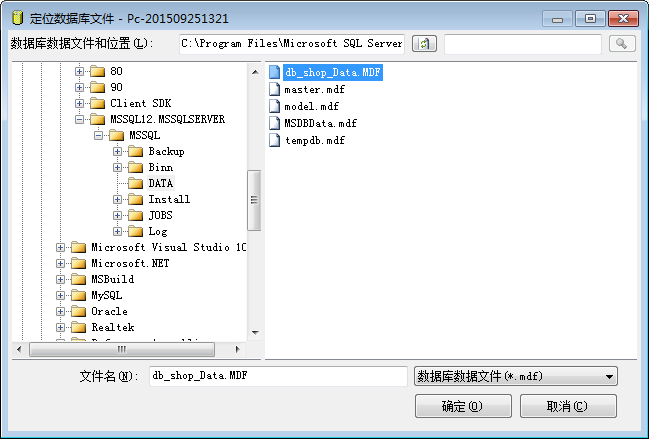 定位数据库文件 - Pc-201509251321
数据库数据文件和位置(L): C:\Program Files\Microsoft SQL Server
80
90
Client SDK
MSSQL12.MSSQLSERVER
MSSQL
Backup
Binn
DATA
Install
JOBS
Log
Microsoft Visual Studio 10
Microsoft.NET
MSBuild
MySQL
Oracle
Realtek
db_shop_Data.MDF
master.mdf
model.mdf
MSDBData.mdf
tempdb.mdf
文件名(N): db_shop_Data.MDF 数据库数据文件(*.mdf)
确定(O) 取消(C)